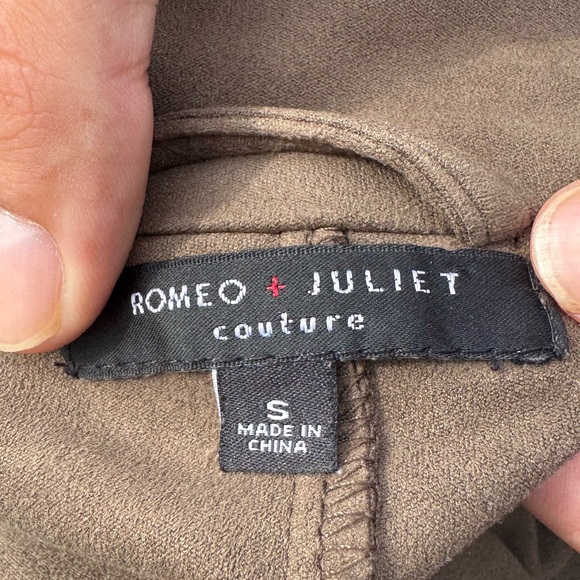 ROMEO + JULIET
couture
S
MADE IN
CHINA